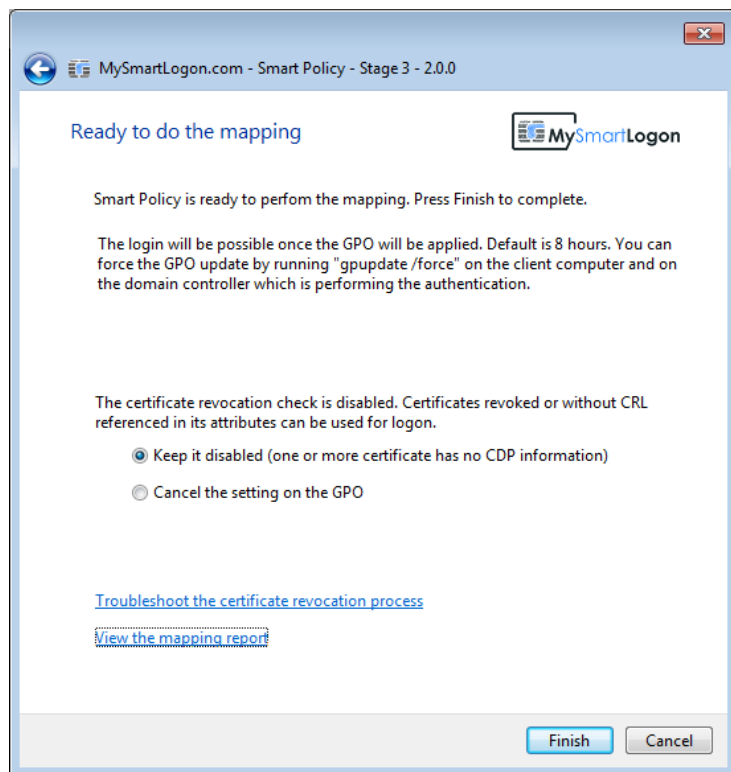 MySmartLogon.com - Smart Policy - Stage 3 - 2.0.0
Ready to do the mapping
MySmartLogon
Smart Policy is ready to perfom the mapping. Press Finish to complete.
The login will be possible once the GPO will be applied. Default is 8 hours. You can
force the GPO update by running "gpupdate /force" on the client computer and on
the domain controller which is performing the authentication.
The certificate revocation check is disabled. Certificates revoked or without CRL
referenced in its attributes can be used for logon.
Keep it disabled (one or more certificate has no CDP information)
Cancel the setting on the GPO
Troubleshoot the certificate revocation process
View the mapping report
Finish
Cancel